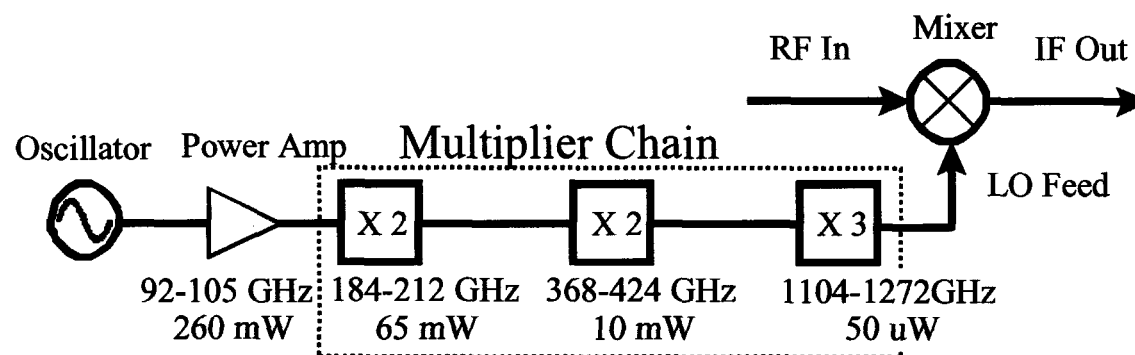 RF In
Mixer
IF Out
Oscillator
Power Amp
Multiplier Chain
LO Feed
X 2
X 2
X 3
92-105 GHz
260 mW
184-212 GHz
65 mW
368-424 GHz
10 mW
1104-1272GHz
50 uW